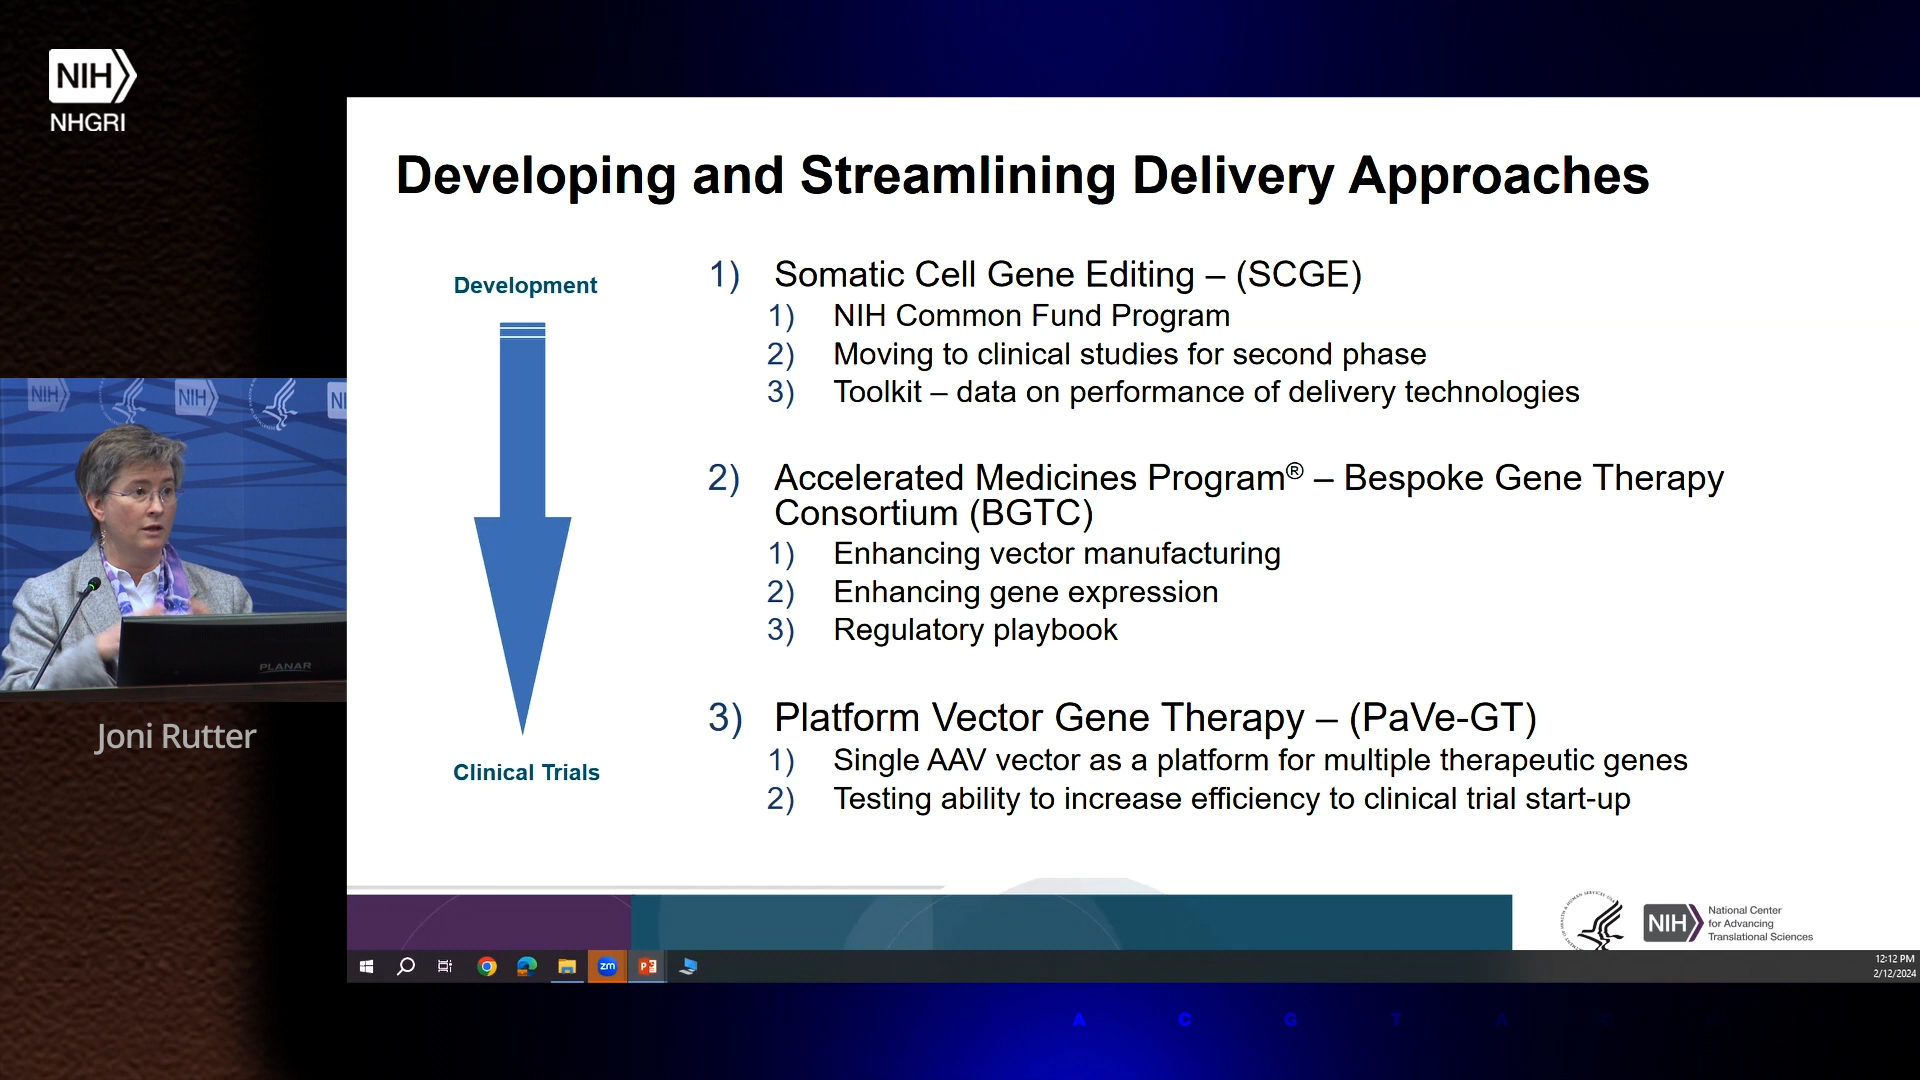 NIH
NHGRI
Developing and Streamlining Delivery Approaches
Development
Clinical Trials
1) Somatic Cell Gene Editing – (SCGE)
1) NIH Common Fund Program
2) Moving to clinical studies for second phase
3) Toolkit – data on performance of delivery technologies
2) Accelerated Medicines Program® – Bespoke Gene Therapy
Consortium (BGTC)
1) Enhancing vector manufacturing
2) Enhancing gene expression
3) Regulatory playbook
3) Platform Vector Gene Therapy – (PaVe-GT)
1) Single AAV vector as a platform for multiple therapeutic genes
2) Testing ability to increase efficiency to clinical trial start-up
NIH
NIH
PLANAR
Joni Rutter
NIH
National Center
for Advancing
Translational Sciences
zm
12:12 PM
2/12/2024
A C G T A